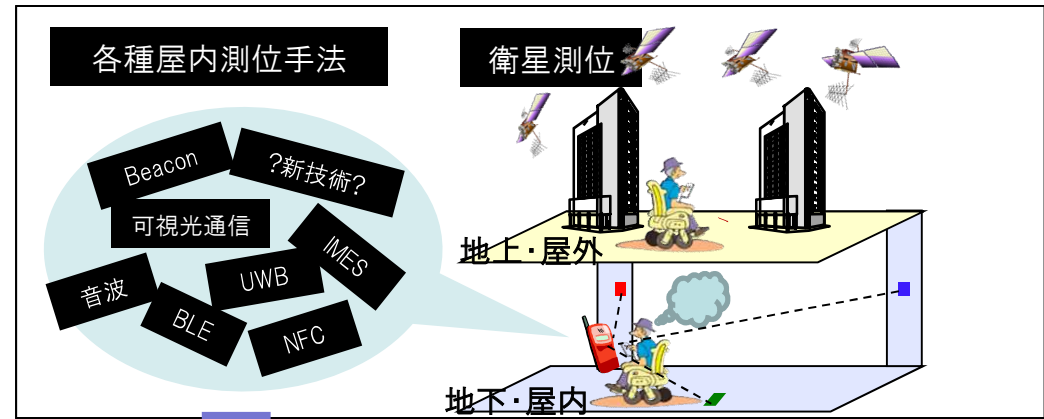 各種屋内測位手法
衛星測位
Beacon
?新技術?
可視光通信
IMES
音波
UWB
BLE
NFC
地上・屋外
地下・屋内